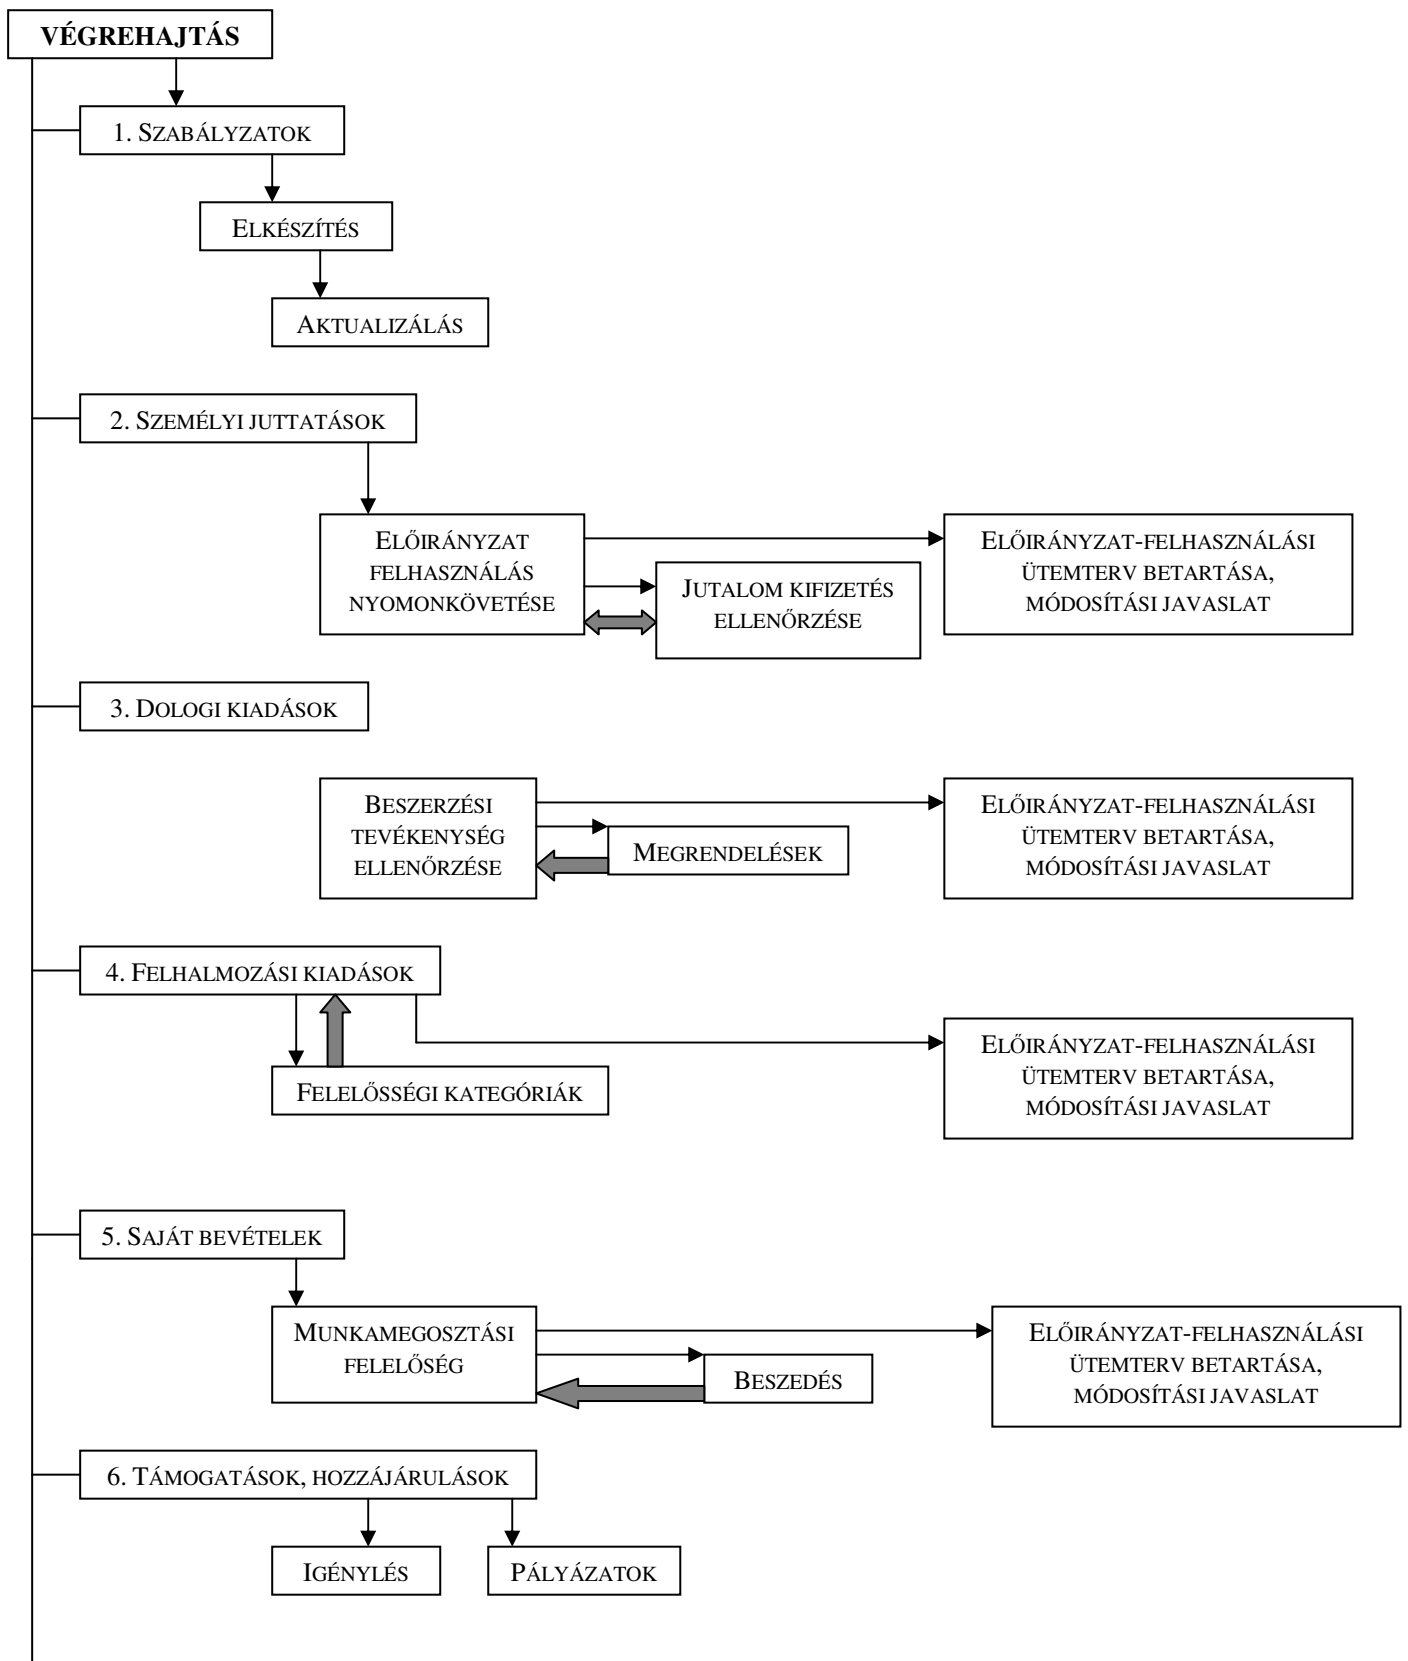 VÉGREHAJTÁS
1. SZABÁLYZATOK
ELKÉSZÍTÉS
AKTUALIZÁLÁS
2. SZEMÉLYI JUTTATÁSOK
ELŐIRÁNYZAT
FELHASZNÁLÁS
NYOMONKÖVETÉSE
JUTALOM KIFIZETÉS
ELLENŐRZÉSE
ELŐIRÁNYZAT-FELHASZNÁLÁSI
ÜTEMTERV BETARTÁSA,
MÓDOSÍTÁSI JAVASLAT
3. DOLOGI KIADÁSOK
BESZERZÉSI
TEVÉKENYSÉG
ELLENŐRZÉSE
MEGRENDELÉSEK
ELŐIRÁNYZAT-FELHASZNÁLÁSI
ÜTEMTERV BETARTÁSA,
MÓDOSÍTÁSI JAVASLAT
4. FELHALMOZÁSI KIADÁSOK
FELELŐSSÉGI KATEGÓRIÁK
ELŐIRÁNYZAT-FELHASZNÁLÁSI
ÜTEMTERV BETARTÁSA,
MÓDOSÍTÁSI JAVASLAT
5. SAJÁT BEVÉTELEK
MUNKAMEGOSZTÁSI
FELELŐSÉG
BESZEDÉS
ELŐIRÁNYZAT-FELHASZNÁLÁSI
ÜTEMTERV BETARTÁSA,
MÓDOSÍTÁSI JAVASLAT
6. TÁMOGATÁSOK, HOZZÁJÁRULÁSOK
IGÉNYLÉS
PÁLYÁZATOK